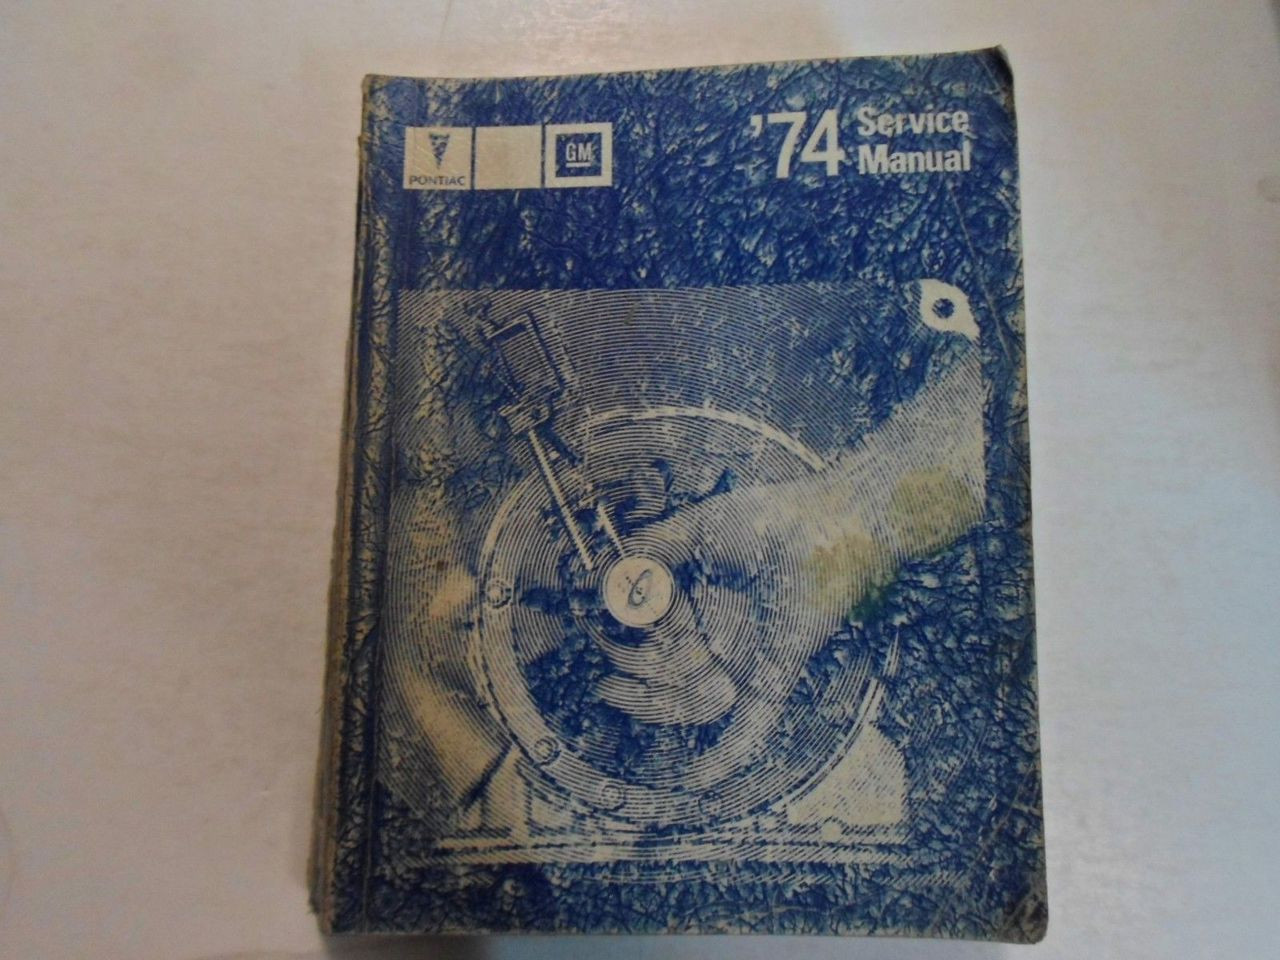 PONTIAC
GM
'74 Service
Manual